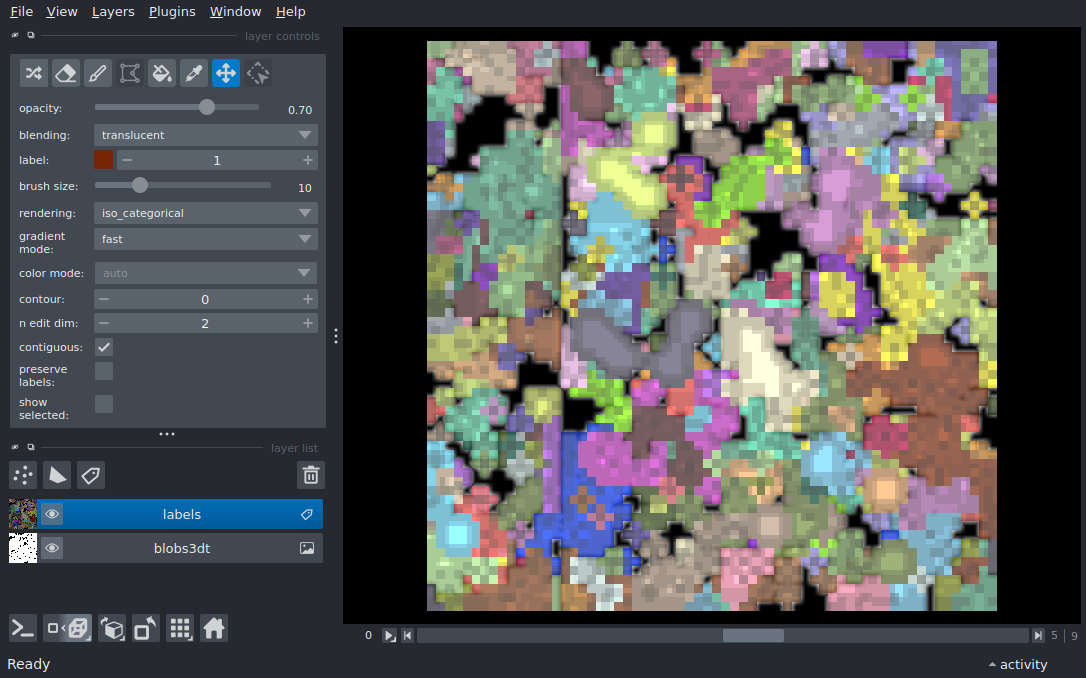 File View Layers Plugins Window Help
layer controls
opacity: 0.70
blending: translucent
label: 1
brush size: 10
rendering: iso_categorical
gradient
mode: fast
color mode: auto
contour: 0
n edit dim: 2
contiguous:
preserve
labels:
show
selected:
layer list
labels
blobs3dt
0 5 | 9
Ready activity